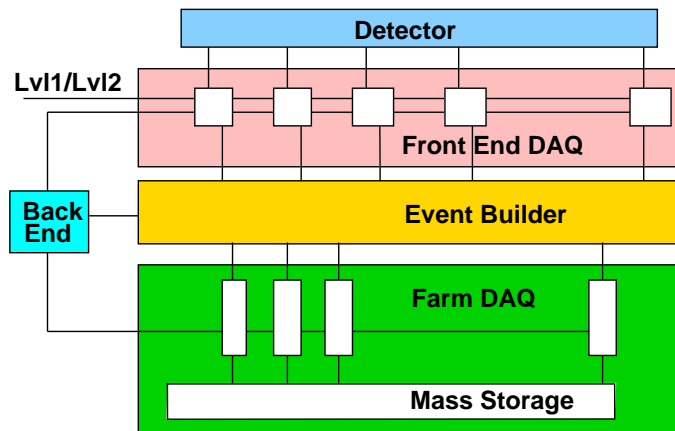 Detector
Lvl1/Lvl2
Front End DAQ
Back
End
Event Builder
Farm DAQ
Mass Storage